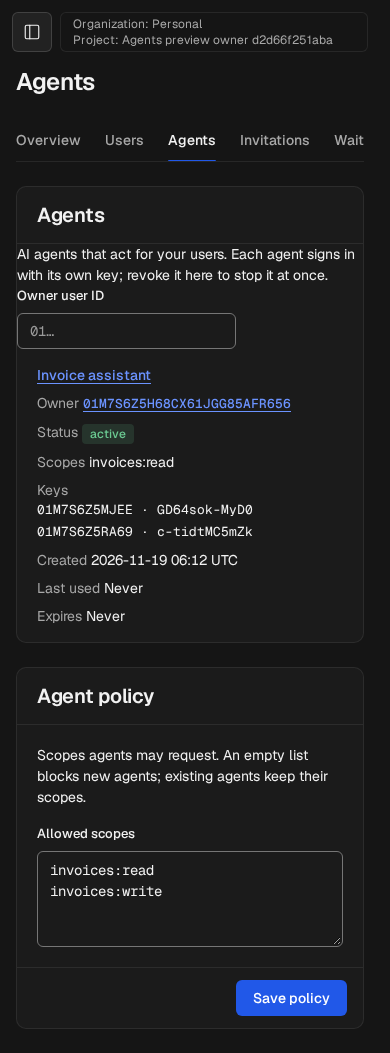 Organization: Personal
Project: Agents preview owner d2d66f251aba
Agents
Overview Users Agents Invitations Wait
Agents
AI agents that act for your users. Each agent signs in
with its own key; revoke it here to stop it at once.
Owner user ID
01…
Invoice assistant
Owner 01M7S6Z5H68CX61JGG85AFR656
Status active
Scopes invoices:read
Keys
01M7S6Z5MJEE · GD64sok-MyD0
01M7S6Z5RA69 · c-tidtMC5mZk
Created 2026-11-19 06:12 UTC
Last used Never
Expires Never
Agent policy
Scopes agents may request. An empty list
blocks new agents; existing agents keep their
scopes.
Allowed scopes
invoices:read
invoices:write
Save policy